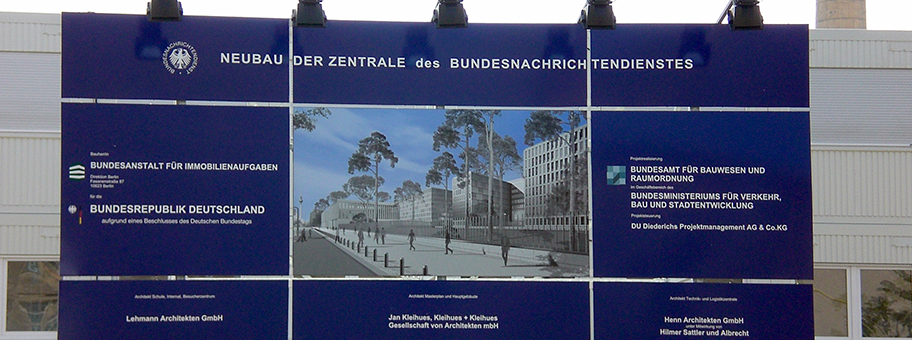 BUNDESNACHRICHTENDIENST
NEUBAU DER ZENTRALE des BUNDESNACHRICHTENDIENSTES
Bauherrin
BUNDESANSTALT FÜR IMMOBILIENAUFGABEN
Direktion Berlin
Fasanenstraße 87
10623 Berlin
für die
BUNDESREPUBLIK DEUTSCHLAND
aufgrund eines Beschlusses des Deutschen Bundestags
Projektrealisierung
BUNDESAMT FÜR BAUWESEN UND
RAUMORDNUNG
im Geschäftsbereich des
BUNDESMINISTERIUMS FÜR VERKEHR,
BAU UND STADTENTWICKLUNG
Projektsteuerung
DU Diederichs Projektmanagement AG & Co.KG
Architekt Schule, Internat, Besucherzentrum
Lehmann Architekten GmbH
Architekt Masterplan und Hauptgebäude
Jan Kleihues, Kleihues + Kleihues
Gesellschaft von Architekten mbH
Architekt Technik- und Logistikzentrale
Henn Architekten GmbH
unter Mitwirkung von
Hilmer Sattler und Albrecht